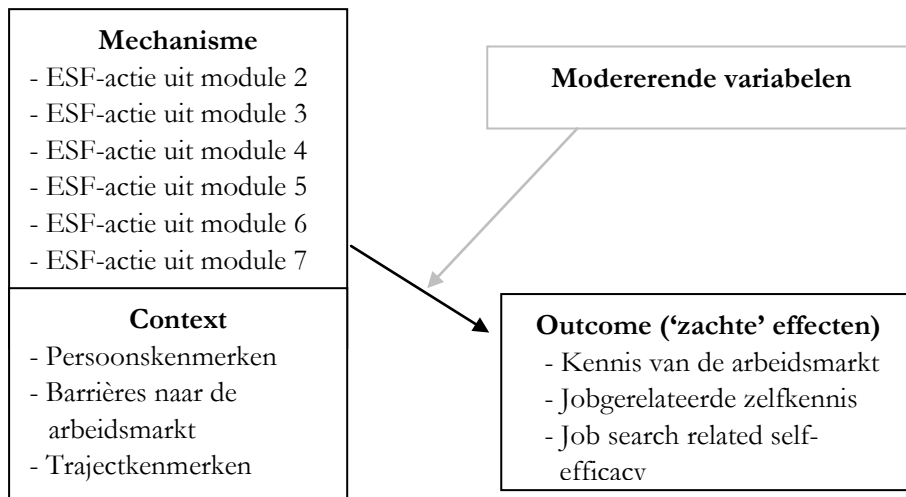 Mechanisme
- ESF-actie uit module 2
- ESF-actie uit module 3
- ESF-actie uit module 4
- ESF-actie uit module 5
- ESF-actie uit module 6
- ESF-actie uit module 7
Context
- Persoonskenmerken
- Barrières naar de
arbeidsmarkt
- Trajectkenmerken
Modererende variabelen
Outcome (‘zachte’ effecten)
- Kennis van de arbeidsmarkt
- Jobgerelateerde zelfkennis
- Job search related self-
efficacy